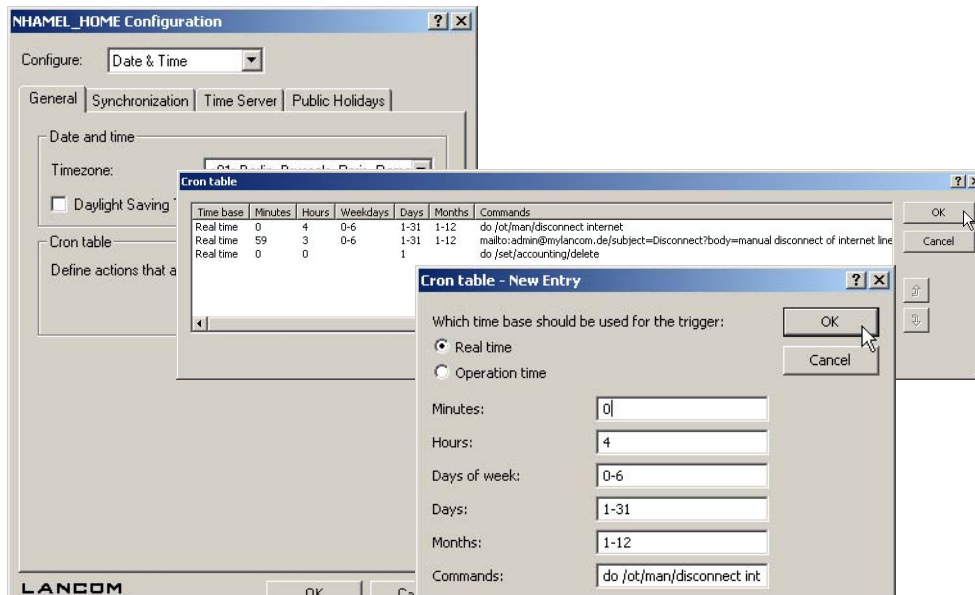 NHAMEL_HOME Configuration
Configure: Date & Time
General Synchronization Time Server Public Holidays
Date and time
Timezone:
Daylight Saving
Cron table
Define actions that a
Cron table
Time base Minutes Hours Weekdays Days Months Commands
Real time 0 4 0-6 1-31 1-12 do /ot/man/disconnect internet
Real time 59 3 0-6 1-31 1-12 mailto:admin@mylancom.de/subject=Disconnect?body=manual disconnect of internet line
Real time 0 0 1 do /set/accounting/delete
OK
Cancel
Cron table - New Entry
Which time base should be used for the trigger:
Real time
Operation time
OK
Cancel
Minutes: 0
Hours: 4
Days of week: 0-6
Days: 1-31
Months: 1-12
Commands: do /ot/man/disconnect int
LANCOM
OK